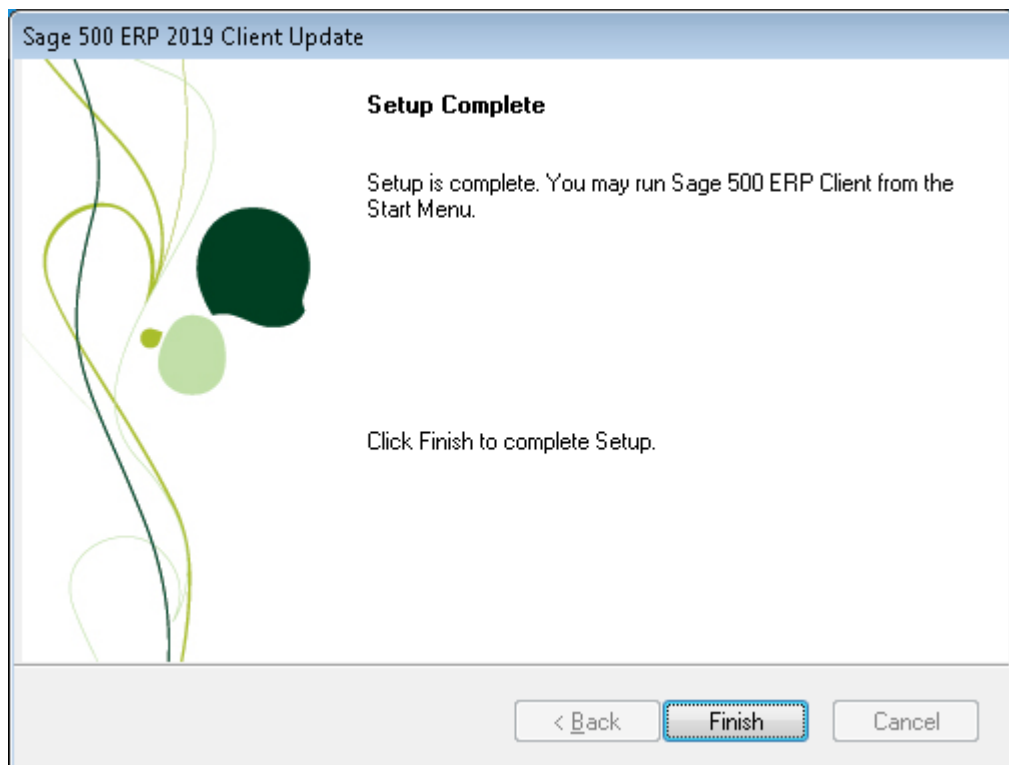 Sage 500 ERP 2019 Client Update
Setup Complete
Setup is complete. You may run Sage 500 ERP Client from the
Start Menu.
Click Finish to complete Setup.
< Back
Finish
Cancel